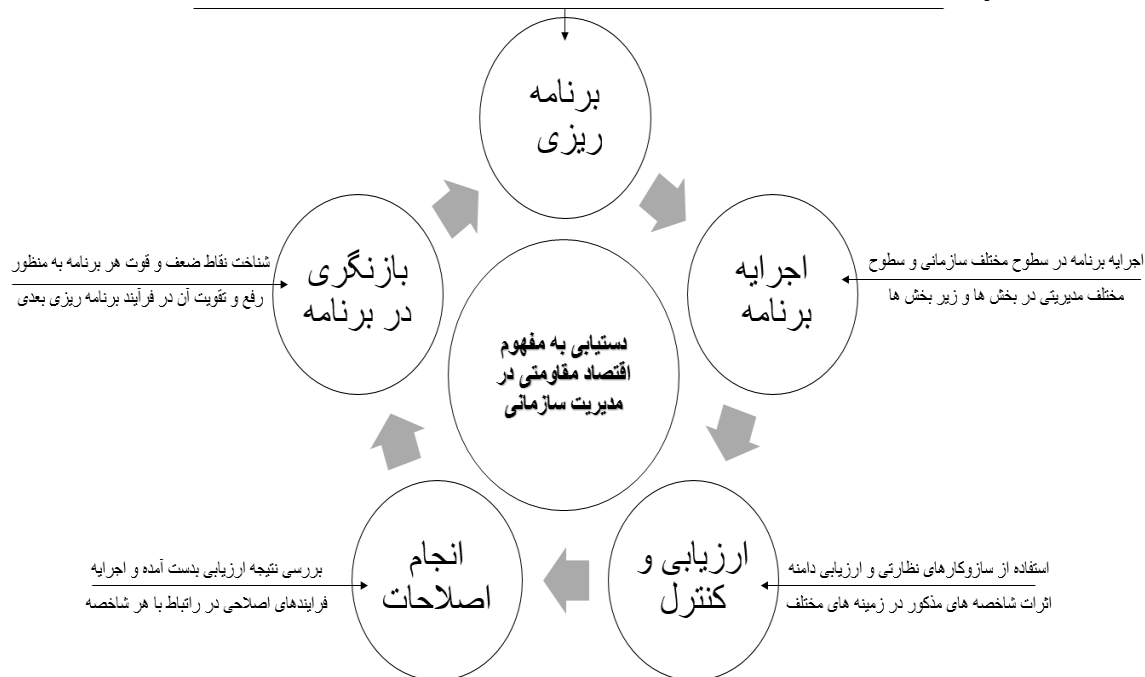 برنامه
ریزی
اجرایه
برنامه
اجرایه برنامه در سطوح مختلف سازمانی و سطوح
مختلف مدیریتی در بخش ها و زیر بخش ها
ارزیابی و
کنترل
استفاده از سازوکارهای نظارتی و ارزیابی دامنه
اثرات شاخصه های مذکور در زمینه های مختلف
انجام
اصلاحات
بررسی نتیجه ارزیابی بدست آمده و اجرایه
فرایندهای اصلاحی در راتباط با هر شاخصه
بازنگری
در برنامه
شناخت نقاط ضعف و قوت هر برنامه به منظور
رفع و تقویت آن در فرآیند برنامه ریزی بعدی
دستیابی به مفهوم
اقتصاد مقاومتی در
مدیریت سازمانی